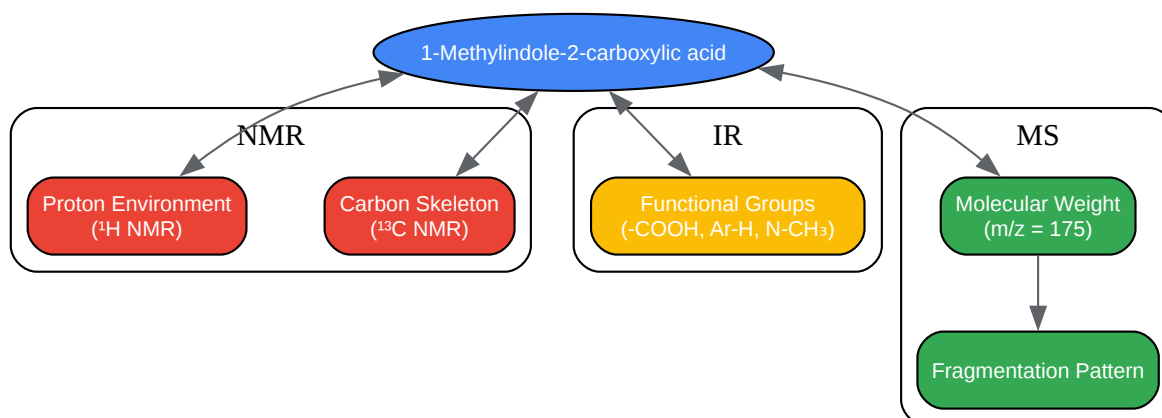 1-Methylindole-2-carboxylic acid
NMR
IR
MS
Proton Environment
(¹H NMR)
Carbon Skeleton
(¹³C NMR)
Functional Groups
(-COOH, Ar-H, N-CH₃)
Molecular Weight
(m/z = 175)
Fragmentation Pattern